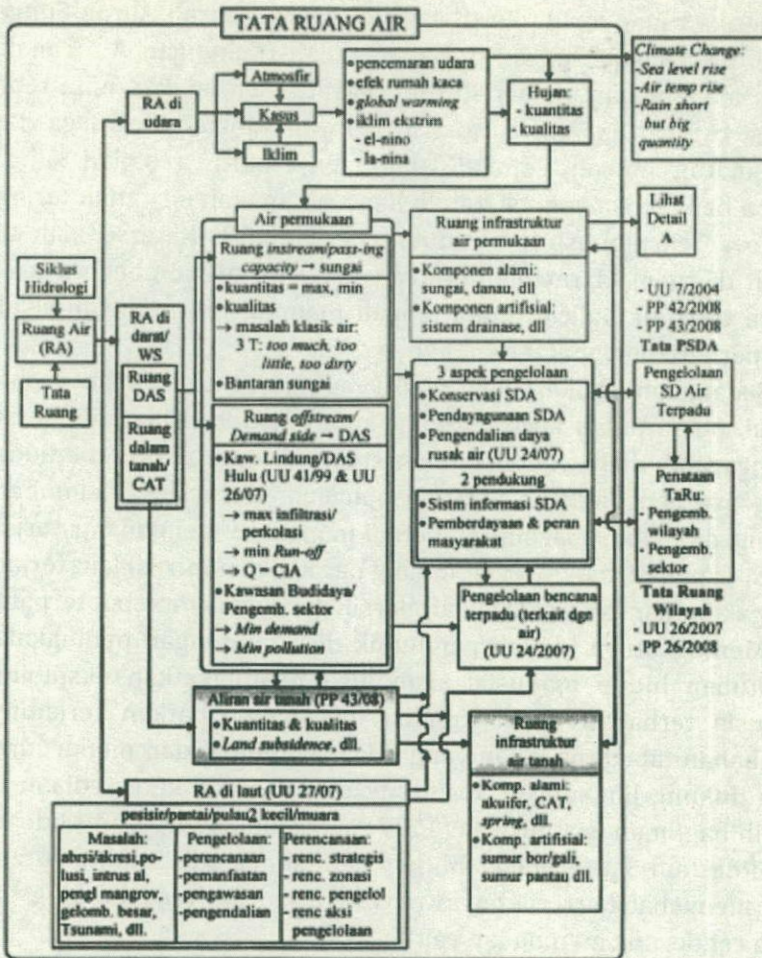 TATA RUANG AIR
RA di
udara
Atmosfir
Kasus
Iklim
• pencemaran udara
• efek rumah kaca
• global warming
• iklim ekstrim
- el-nino
- la-nina
Hujan:
- kuantitas
- kualitas
Climate Change:
-Sea level rise
-Air temp rise
-Rain short
but big
quantity
Siklus
Hidrologi
Ruang Air
(RA)
Tata
Ruang
RA di
darat/
WS
Ruang
DAS
Ruang
dalam
tanah/
CAT
Air permukaan
Ruang instream/pass-ing
capacity → sungai
• kuantitas = max, min
• kualitas
→ masalah klasik air:
3 T: too much, too
little, too dirty
• Bantaran sungai
Ruang offstream/
Demand side → DAS
• Kaw. Lindung/DAS
Hulu (UU 41/99 & UU
26/07)
→ max infiltrasi/
perkolasi
→ min Run-off
→ Q = CIA
• Kawasan Budidaya/
Pengemb. sektor
→ Min demand
→ Min pollution
Aliran air tanah (PP 43/08)
• Kuantitas & kualitas
• Land subsidence, dll.
Ruang infrastruktur
air permukaan
• Komponen alami:
sungai, danau, dll
• Komponen artifisial:
sistem drainase, dll
3 aspek pengelolaan
• Konservasi SDA
• Pendayagunaan SDA
• Pengendalian daya
rusak air (UU 24/07)
2 pendukung
• Sistm informasi SDA
• Pemberdayaan & peran
masyarakat
Pengelolaan bencana
terpadu (terkait dgn
air)
(UU 24/2007)
Ruang
infrastruktur
air tanah
• Komp. alami:
akuifer, CAT,
spring, dll.
• Komp. artifisial:
sumur bor/gali,
sumur pantau dll.
Lihat
Detail
A
- UU 7/2004
- PP 42/2008
- PP 43/2008
Tata PSDA
Pengelolaan
SD Air
Terpadu
Penataan
TaRu:
- Pengemb.
wilayah
- Pengemb.
sektor
Tata Ruang
Wilayah
- UU 26/2007
- PP 26/2008
RA di laut (UU 27/07)
pesisir/pantai/pulau2 kecil/muara
Masalah:
abrsi/akresi,po-
lusi, intrus al,
pengl mangrov,
gelomb. besar,
Tsunami, dll.
Pengelolaan:
-perencanaan
-pemanfaatan
-pengawasan
-pengendalian
Perencanaan:
- renc. strategis
- renc. zonasi
- renc. pengelol
- renc aksi
pengelolaan